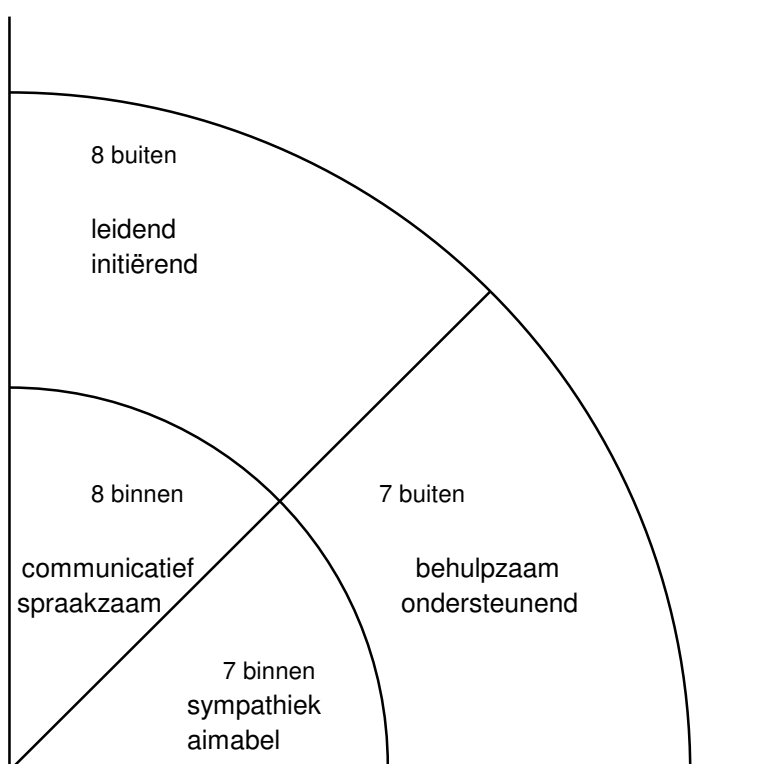 8 buiten
leidend
initiërend
8 binnen
communicatief
spraakzaam
7 buiten
behulpzaam
ondersteunend
7 binnen
sympathiek
aimabel